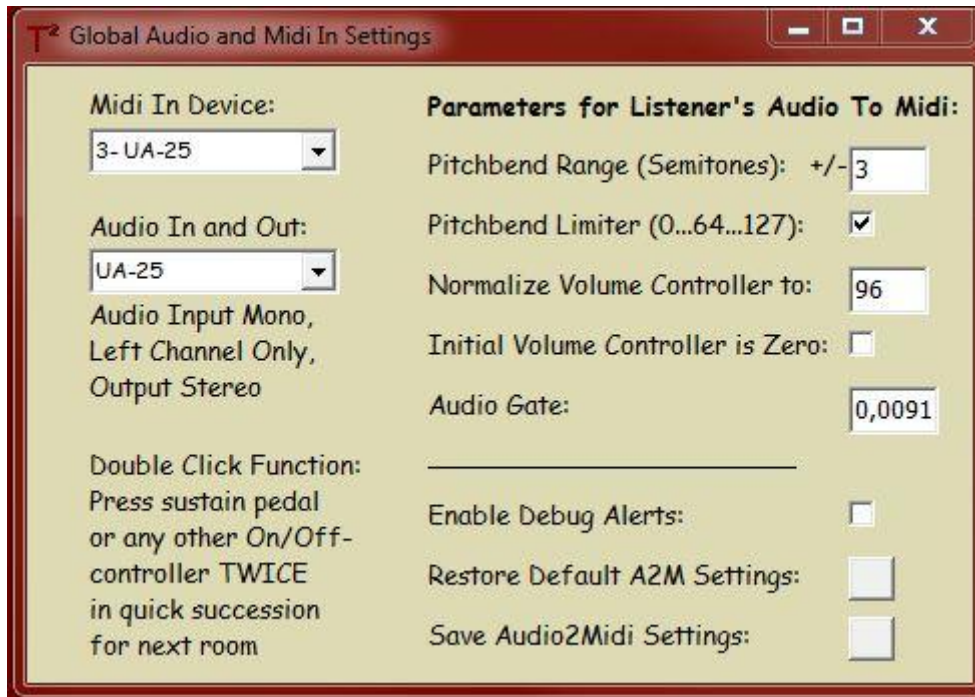 T² Global Audio and Midi In Settings
Midi In Device:
3- UA-25
Audio In and Out:
UA-25
Audio Input Mono,
Left Channel Only,
Output Stereo
Double Click Function:
Press sustain pedal
or any other On/Off-
controller TWICE
in quick succession
for next room
Parameters for Listener's Audio To Midi:
Pitchbend Range (Semitones): +/- 3
Pitchbend Limiter (0...64...127):
Normalize Volume Controller to: 96
Initial Volume Controller is Zero:
Audio Gate: 0,0091
Enable Debug Alerts:
Restore Default A2M Settings:
Save Audio2Midi Settings: